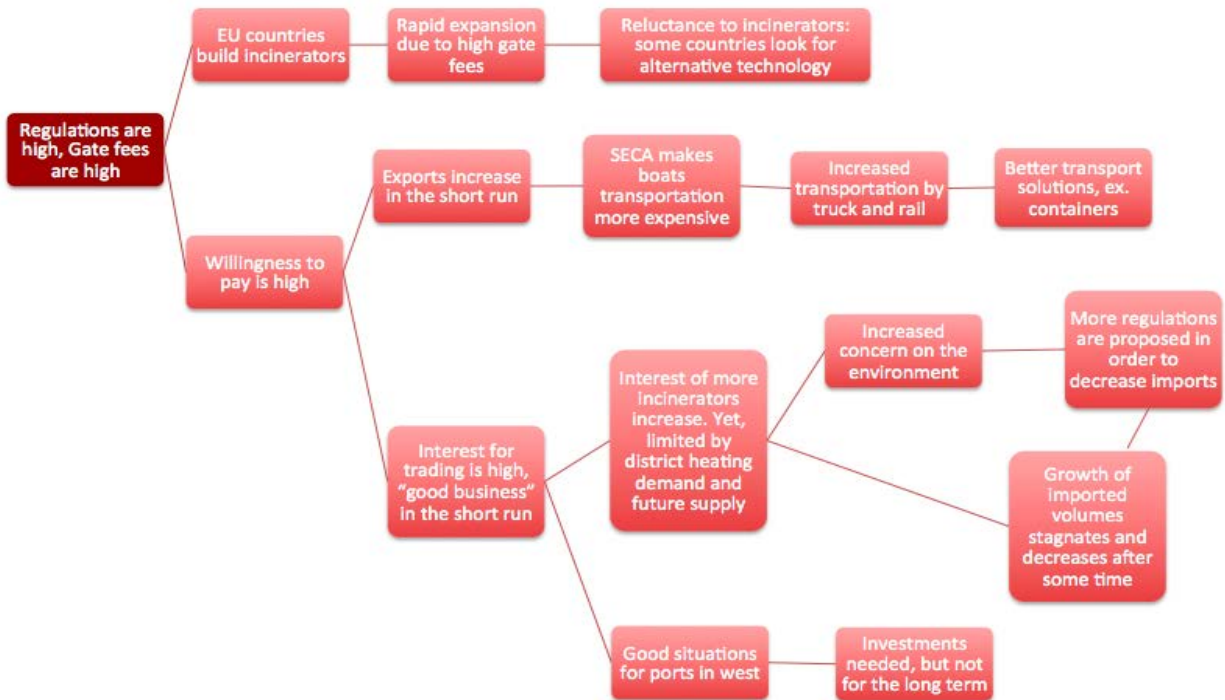 EU countries
build incinerators
Rapid expansion
due to high gate
fees
Reluctance to incinerators:
some countries look for
alternative technology
Regulations are
high, Gate fees
are high
Exports increase
in the short run
SECA makes
boats
transportation
more expensive
Increased
transportation by
truck and rail
Better transport
solutions, ex.
containers
Willingness to
pay is high
Interest for
trading is high,
"good business"
in the short run
Interest of more
incinerators
increase. Yet,
limited by
district heating
demand and
future supply
Increased
concern on the
environment
More regulations
are proposed in
order to
decrease imports
Growth of
imported
volumes
stagnates and
decreases after
some time
Good situations
for ports in west
Investments
needed, but not
for the long term